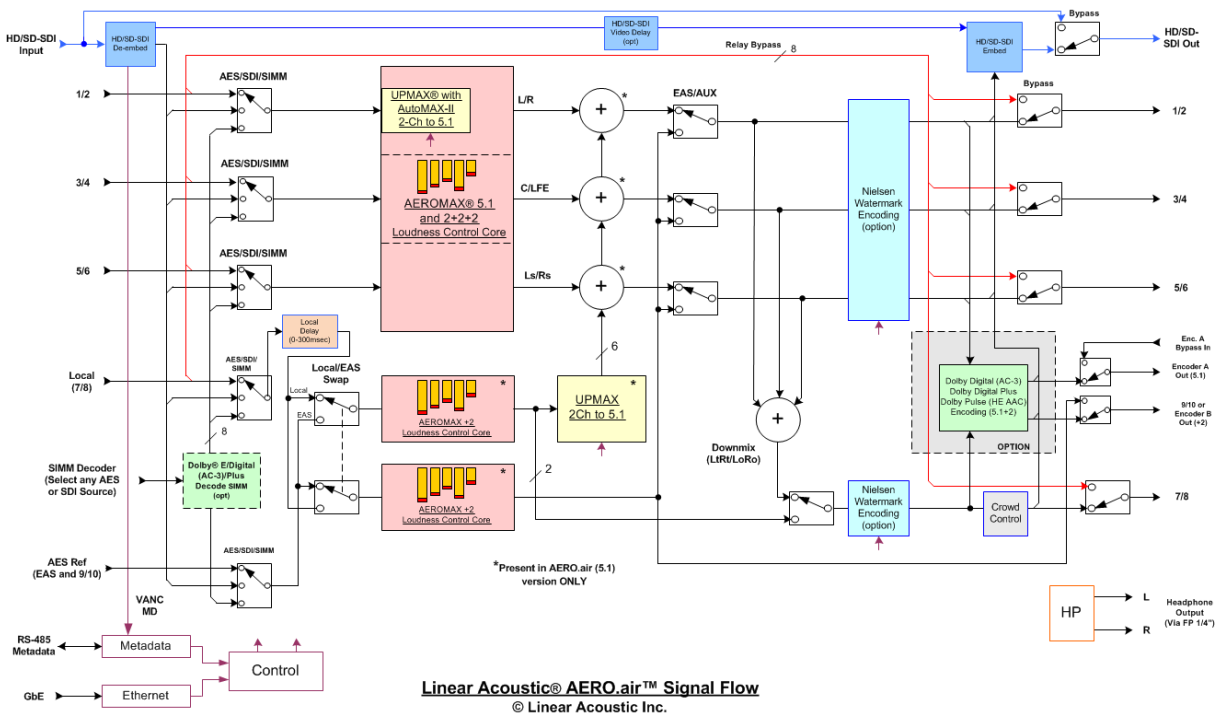 HD/SD-SDI
Input
HD/SD-SDI
De-embed
HD/SD-SDI
Video Delay
(opt)
HD/SD-SDI
Embed
Bypass
HD/SD-
SDI Out
Relay Bypass
8
1/2
AES/SDI/SIMM
UPMAX® with
AutoMAX-II
2-Ch to 5.1
L/R
*
EAS/AUX
Bypass
1/2
3/4
AES/SDI/SIMM
AEROMAX® 5.1
and 2+2+2
Loudness Control Core
C/LFE
*
Nielsen
Watermark
Encoding
(option)
3/4
5/6
AES/SDI/SIMM
Ls/Rs
*
5/6
Local
Delay
(0-300msec)
6
Enc. A
Bypass In
Local
(7/8)
AES/SDI/
SIMM
Local/EAS
Swap
Local
EAS
*
AEROMAX +2
Loudness Control Core
*
UPMAX
2Ch to 5.1
Dolby Digital (AC-3)
Dolby Digital Plus
Dolby Pulse (HE AAC)
Encoding (5.1+2)
OPTION
Encoder A
Out (5.1)
9/10 or
Encoder B
Out (+2)
8
Downmix
(LtRt/LoRo)
SIMM Decoder
(Select any AES
or SDI Source)
Dolby® E/Digital
(AC-3)/Plus
Decode SIMM
(opt)
*
AEROMAX +2
Loudness Control Core
2
Nielsen
Watermark
Encoding
(option)
Crowd
Control
7/8
AES Ref
(EAS and 9/10)
AES/SDI/SIMM
*Present in AERO.air (5.1)
version ONLY
VANC
MD
HP
L
R
Headphone
Output
(Via FP 1/4")
RS-485
Metadata
Metadata
Control
GbE
Ethernet
Linear Acoustic® AERO.air™ Signal Flow
© Linear Acoustic Inc.